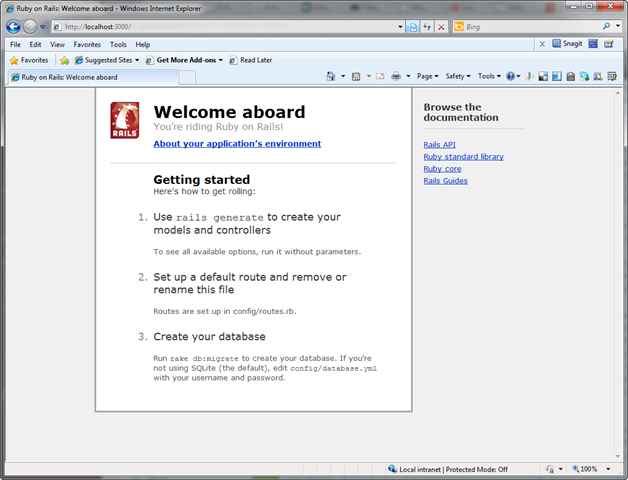 Ruby on Rails: Welcome aboard - Windows Internet Explorer
http://localhost:3000/
Bing
File Edit View Favorites Tools Help
Snagit
Favorites Suggested Sites Get More Add-ons Read Later
Ruby on Rails: Welcome aboard
Page Safety Tools
RAILS
Welcome aboard
You're riding Ruby on Rails!
About your application's environment
Getting started
Here's how to get rolling:
1. Use rails generate to create your
models and controllers
To see all available options, run it without parameters.
2. Set up a default route and remove or
rename this file
Routes are set up in config/routes.rb.
3. Create your database
Run rake db:migrate to create your database. If you're
not using SQLite (the default), edit config/database.yml
with your username and password.
Browse the
documentation
Rails API
Ruby standard library
Ruby core
Rails Guides
Local intranet | Protected Mode: Off
100%